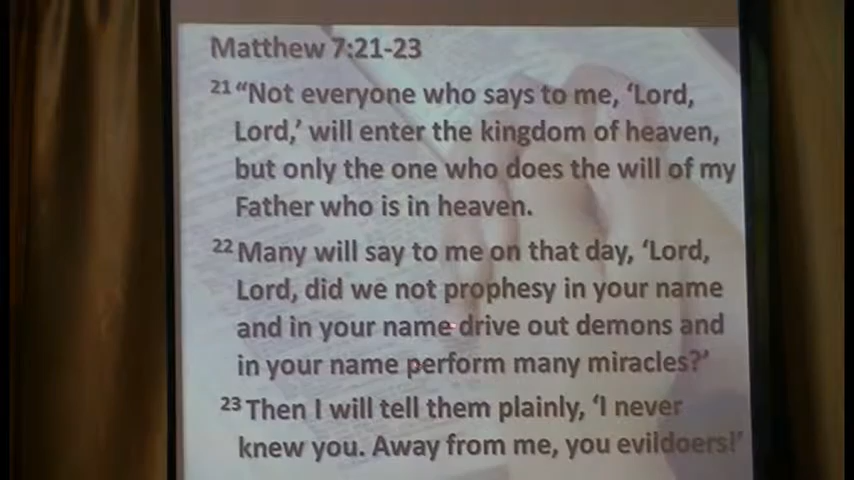 Matthew 7:21-23
21 “Not everyone who says to me, ‘Lord,
Lord,’ will enter the kingdom of heaven,
but only the one who does the will of my
Father who is in heaven.
22 Many will say to me on that day, ‘Lord,
Lord, did we not prophesy in your name
and in your name drive out demons and
in your name perform many miracles?’
23 Then I will tell them plainly, ‘I never
knew you. Away from me, you evildoers!’